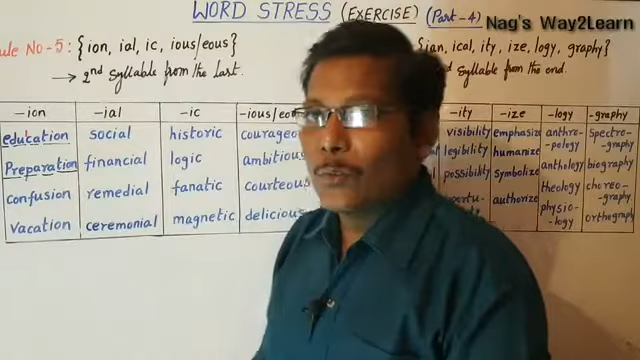 WORD STRESS (EXERCISE) (Part-4)
Nag's Way2Learn
No-5: {ion, ial, ic, ious/eous}
→ 2nd syllable from the last.
{ian, ical, ity, ize, logy, graphy}
syllable from the end.
-ion -ial -ic -ious/eous -ity -ize -logy -graphy
education social historic courageous visibility emphasize anthro- spectro-
-pology -graphy
Preparation financial logic ambitious legibility humanize anthology biography
confusion remedial fanatic courteous possibility symbolize theology choreo-
-graphy
vacation ceremonial magnetic delicious authorize physio- orthography
-logy